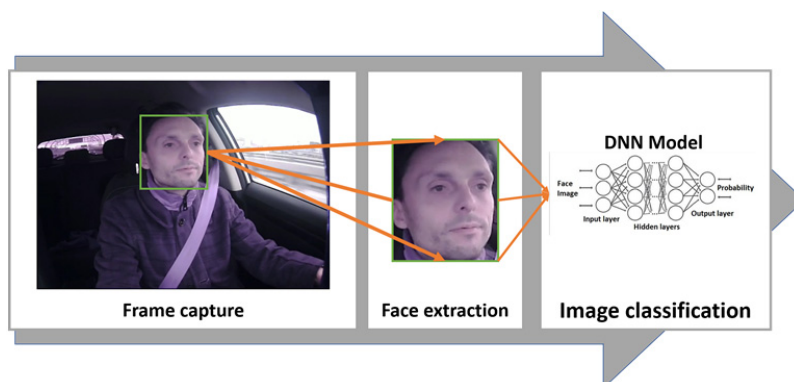 Frame capture
Face extraction
DNN Model
Face
Image
Input layer
Hidden layers
Output layer
Probability
Image classification